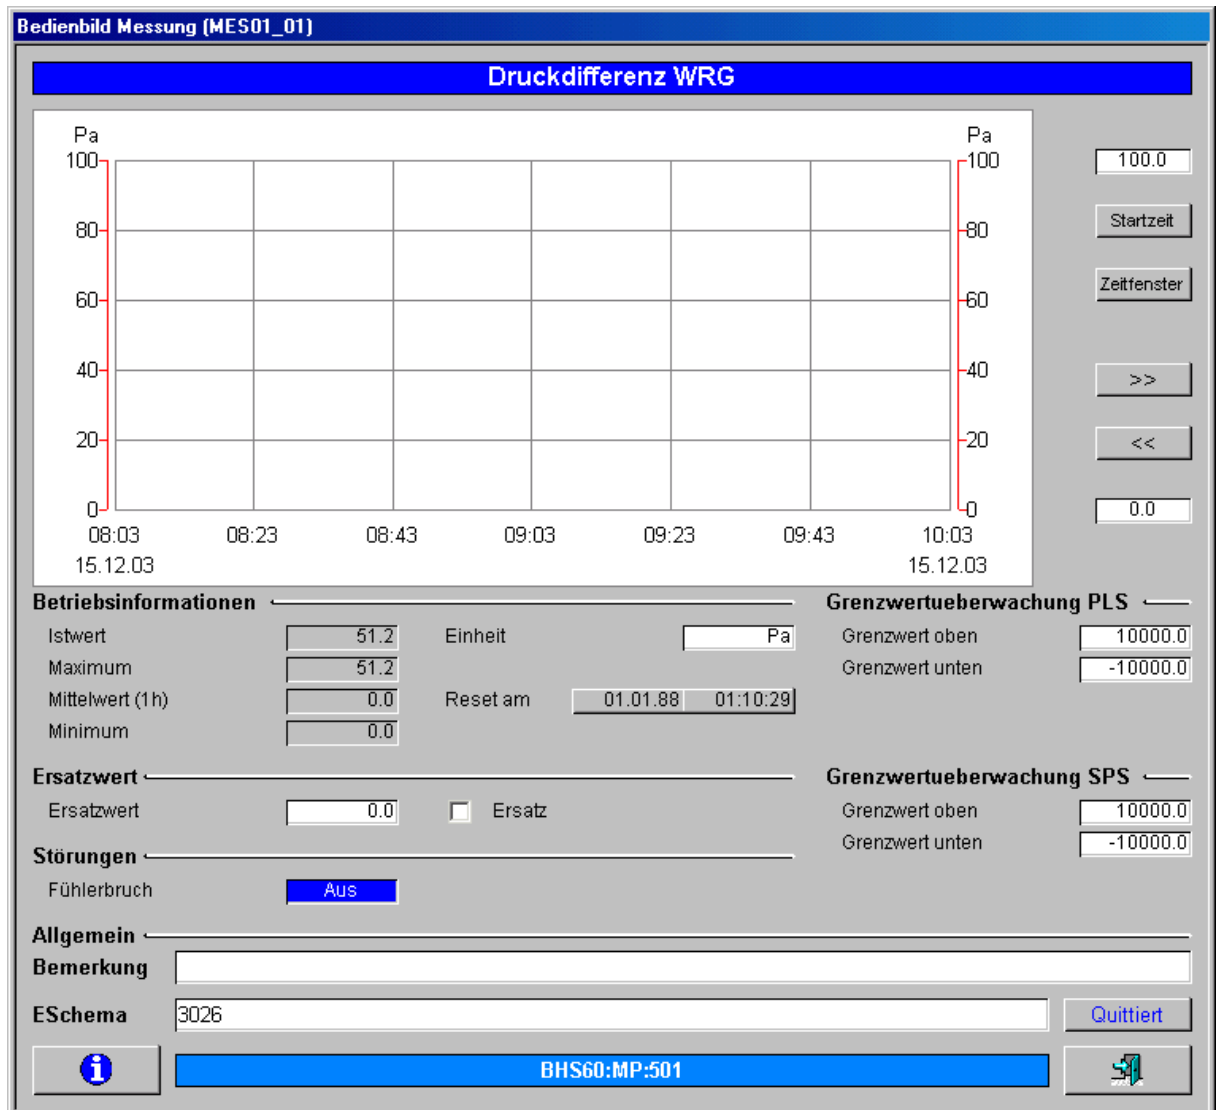 Bedienbild Messung (MES01_01)
Druckdifferenz WRG
Pa Pa
100 100 100.0
80 80 Startzeit
60 60 Zeitfenster
40 40 >>
20 20 <<
0 0 0.0
08:03 08:23 08:43 09:03 09:23 09:43 10:03
15.12.03 15.12.03
Betriebsinformationen Grenzwertueberwachung PLS
Istwert 51.2 Einheit Pa Grenzwert oben 10000.0
Maximum 51.2 Grenzwert unten -10000.0
Mittelwert (1h) 0.0 Reset am 01.01.88 01:10:29
Minimum 0.0
Ersatzwert Grenzwertueberwachung SPS
Ersatzwert 0.0 Ersatz Grenzwert oben 10000.0
Grenzwert unten -10000.0
Störungen
Fühlerbruch Aus
Allgemein
Bemerkung
ESchema 3026 Quittiert
BHS60:MP:501